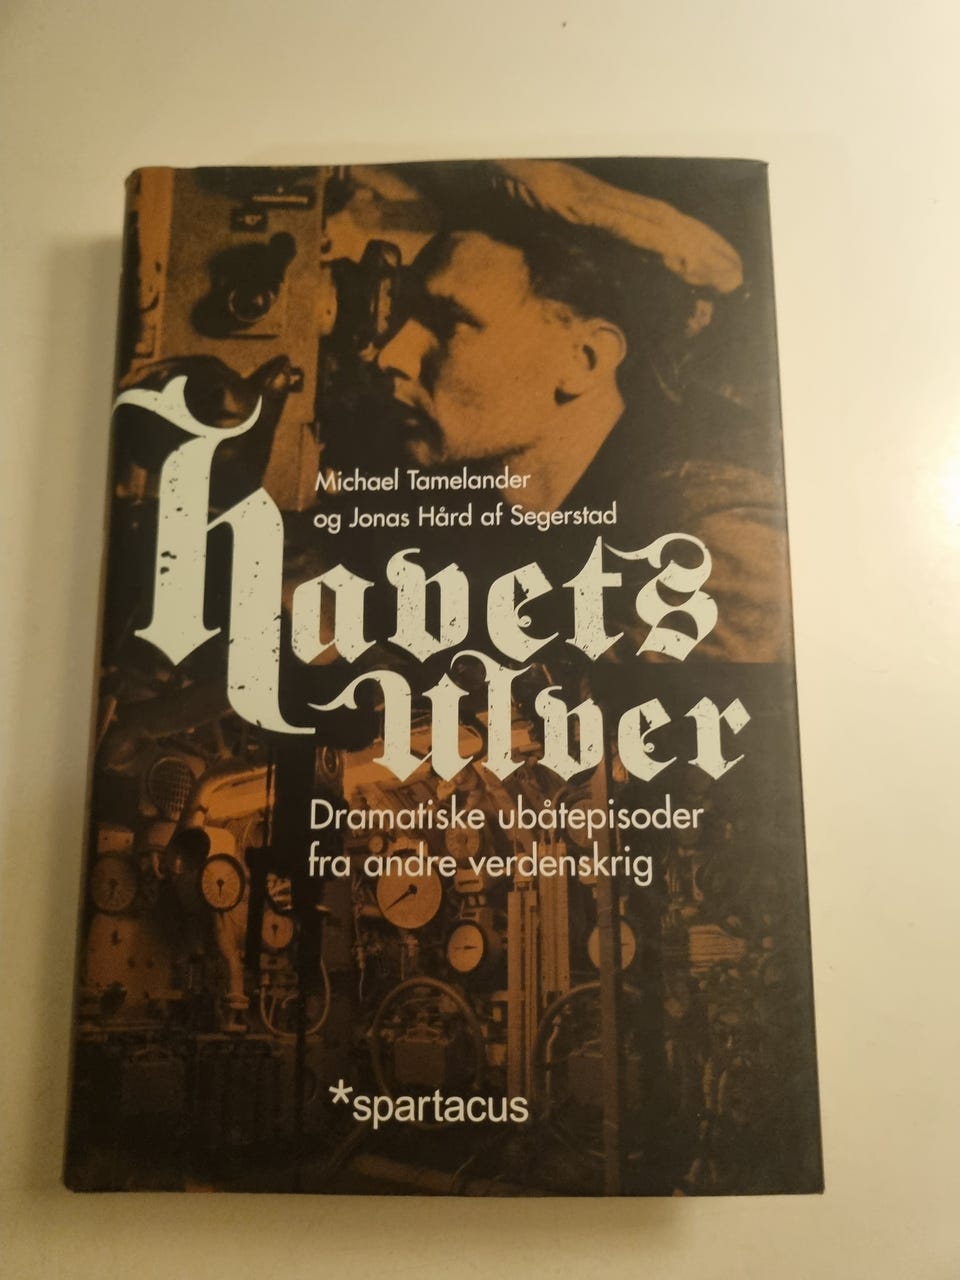 Michael Tamelander
og Jonas Hård af Segerstad
havets
ulver
Dramatiske ubåtepisoder
fra andre verdenskrig
*spartacus